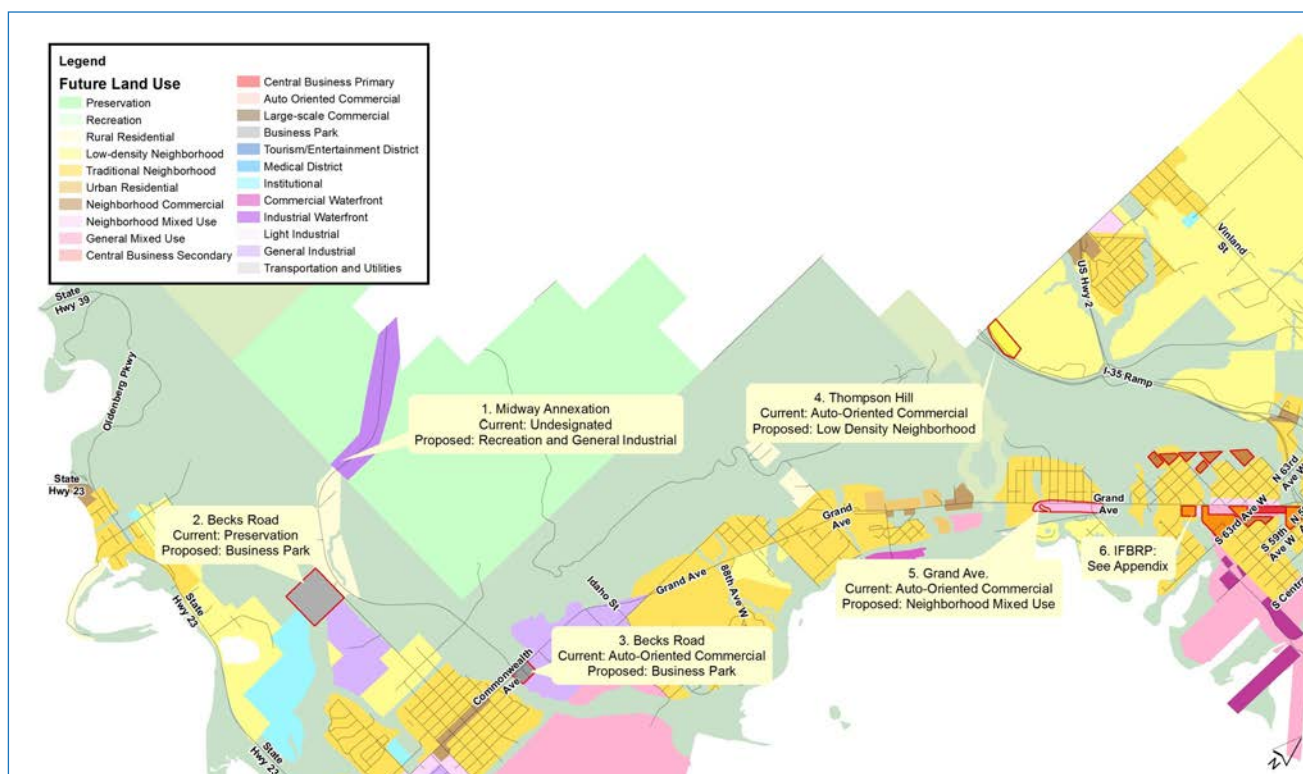 Legend
Future Land Use
Preservation
Recreation
Rural Residential
Low-density Neighborhood
Traditional Neighborhood
Urban Residential
Neighborhood Commercial
Neighborhood Mixed Use
General Mixed Use
Central Business Secondary
Central Business Primary
Auto Oriented Commercial
Large-scale Commercial
Business Park
Tourism/Entertainment District
Medical District
Institutional
Commercial Waterfront
Industrial Waterfront
Light Industrial
General Industrial
Transportation and Utilities
State
Hwy 39
Oldenberg Pkwy
Vinland
St
US Hwy 2
I-35 Ramp
1. Midway Annexation
Current: Undesignated
Proposed: Recreation and General Industrial
4. Thompson Hill
Current: Auto-Oriented Commercial
Proposed: Low Density Neighborhood
State
Hwy 23
2. Becks Road
Current: Preservation
Proposed: Business Park
N 63rd
Ave W
Grand
Ave
Grand
Ave
S 63rd Ave W
S 59th
Ave W
6. IFBRP:
See Appendix
State
Hwy 23
Idaho St
Grand Ave
88th Ave W
5. Grand Ave.
Current: Auto-Oriented Commercial
Proposed: Neighborhood Mixed Use
3. Becks Road
Current: Auto-Oriented Commercial
Proposed: Business Park
Commonwealth
Ave
S Centr
State
Hwy 23
N